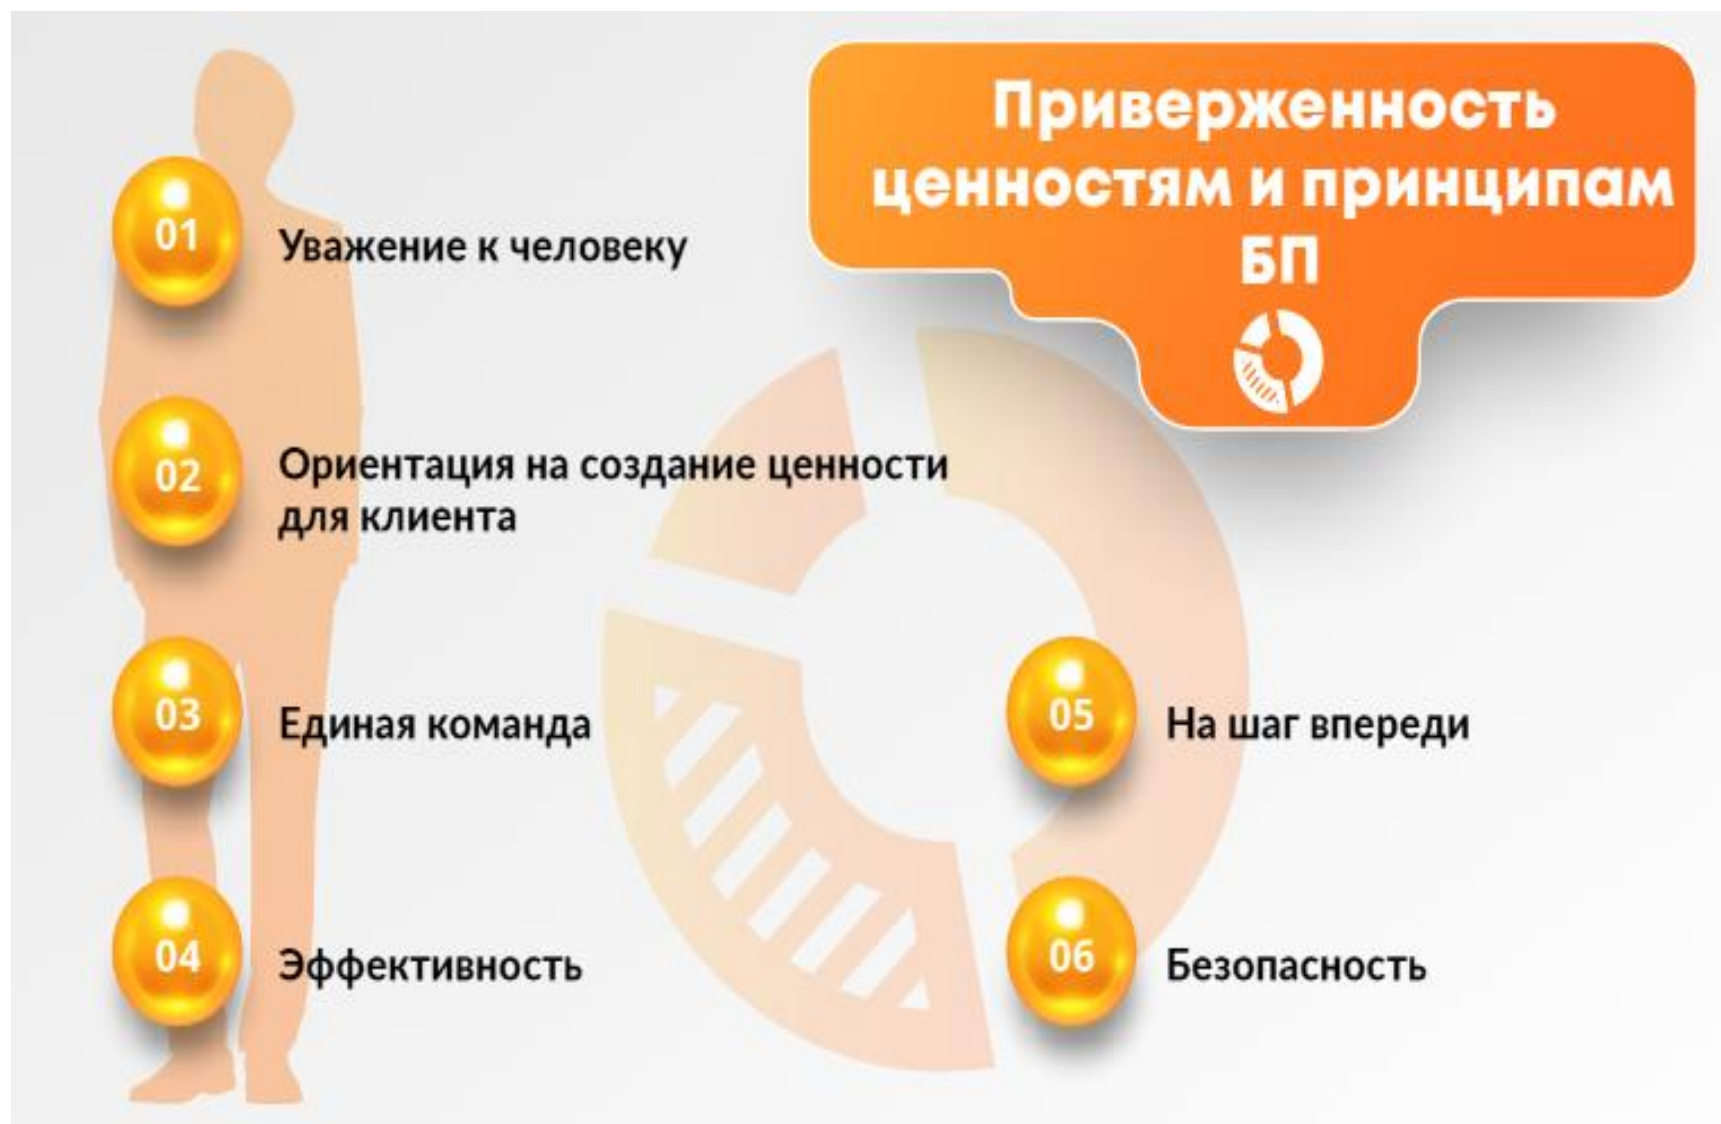 Приверженность
ценностям и принципам
БП
01
Уважение к человеку
02
Ориентация на создание ценности
для клиента
03
Единая команда
04
Эффективность
05
На шаг впереди
06
Безопасность